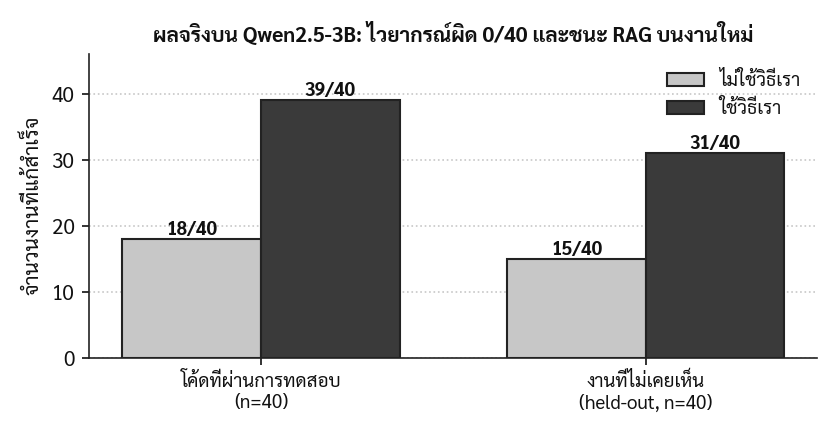 ผลจริงบน Qwen2.5-3B: ไวยากรณ์ผิด 0/40 และชนะ RAG บนงานใหม่
ไม่ใช้วิธีเรา
ใช้วิธีเรา
จำนวนงานที่แก้สำเร็จ
40
30
20
10
0
18/40
39/40
15/40
31/40
โค้ดที่ผ่านการทดสอบ
(n=40)
งานที่ไม่เคยเห็น
(held-out, n=40)